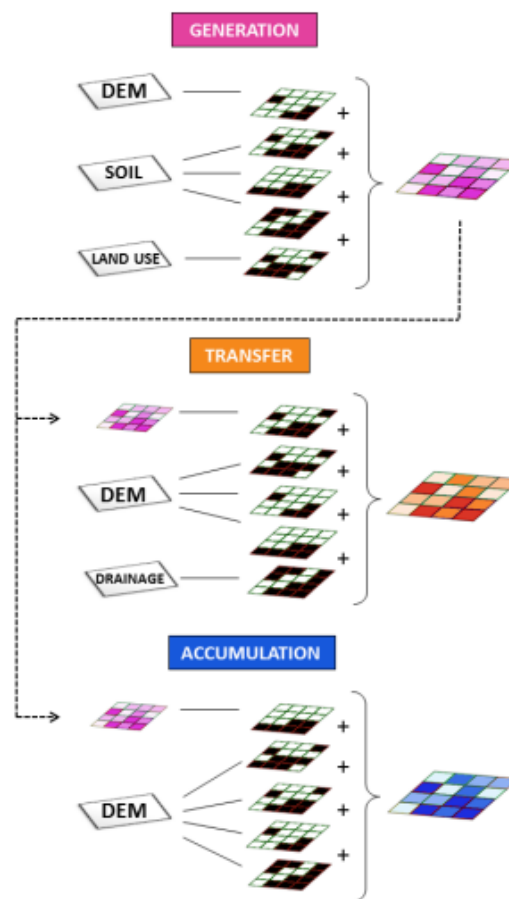 GENERATION
DEM
+
+
SOIL
+
+
LAND USE
TRANSFER
+
+
DEM
+
+
DRAINAGE
ACCUMULATION
+
+
DEM
+
+